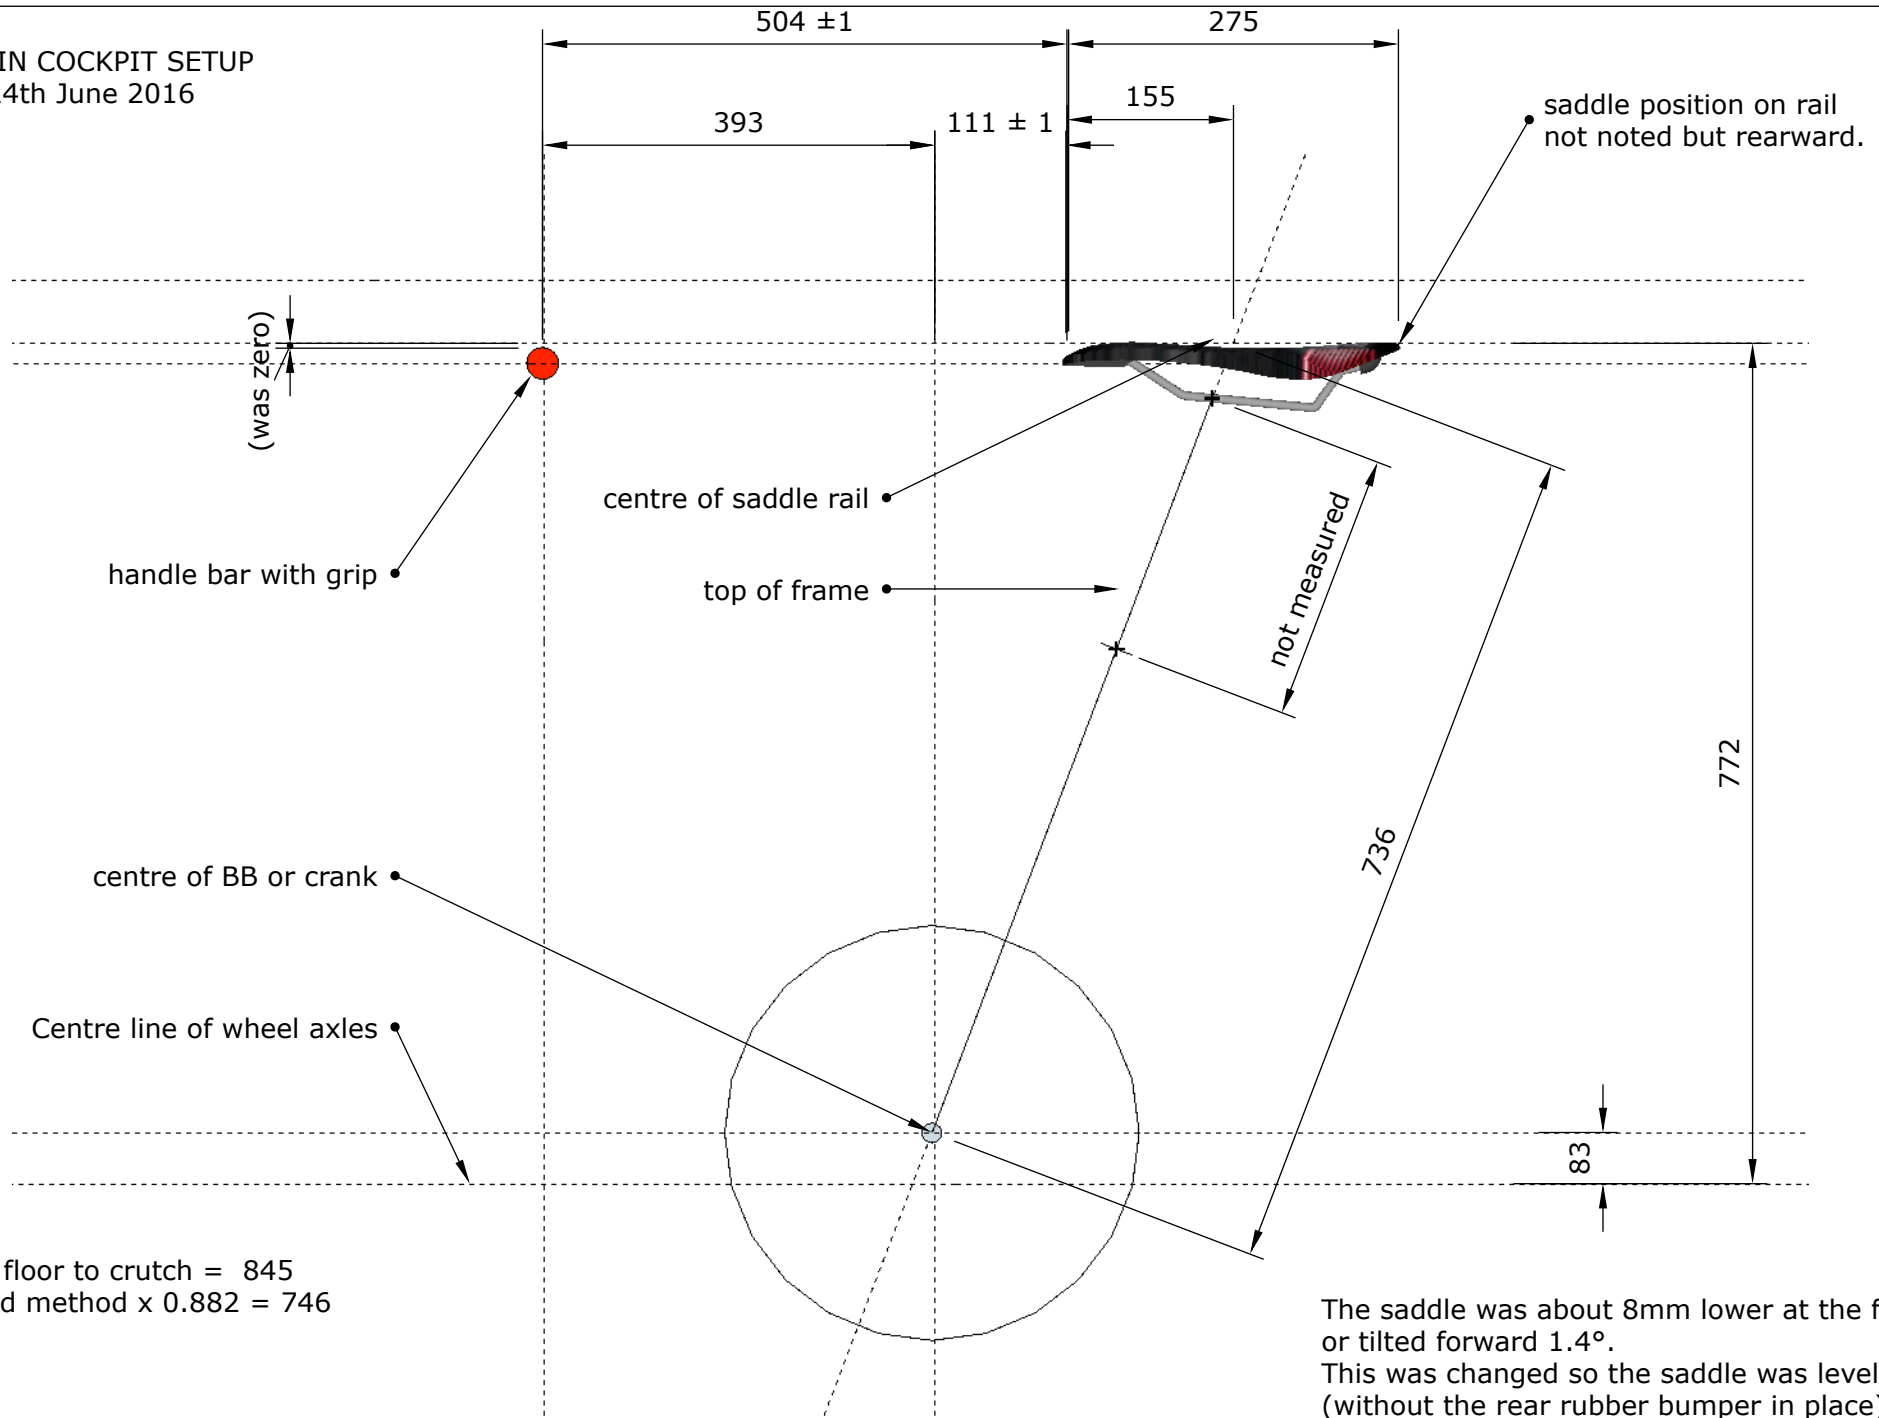 504 ±1
275
IN COCKPIT SETUP
4th June 2016
155
393
111 ± 1
saddle position on rail
not noted but rearward.
(was zero)
centre of saddle rail
handle bar with grip
top of frame
not measured
772
736
centre of BB or crank
Centre line of wheel axles
83
floor to crutch = 845
d method x 0.882 = 746
The saddle was about 8mm lower at the f
or tilted forward 1.4°.
This was changed so the saddle was level
(without the rear rubber bumper in place)